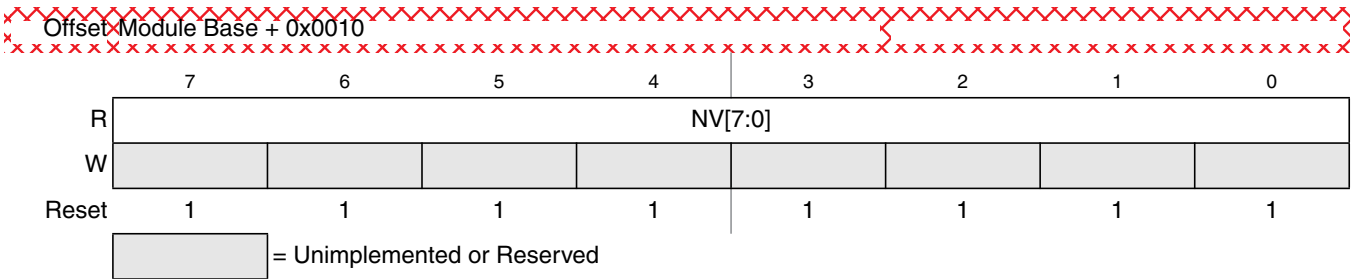 Offset Module Base + 0x0010
7 6 5 4 3 2 1 0
R NV[7:0]
W
Reset 1 1 1 1 1 1 1 1
= Unimplemented or Reserved